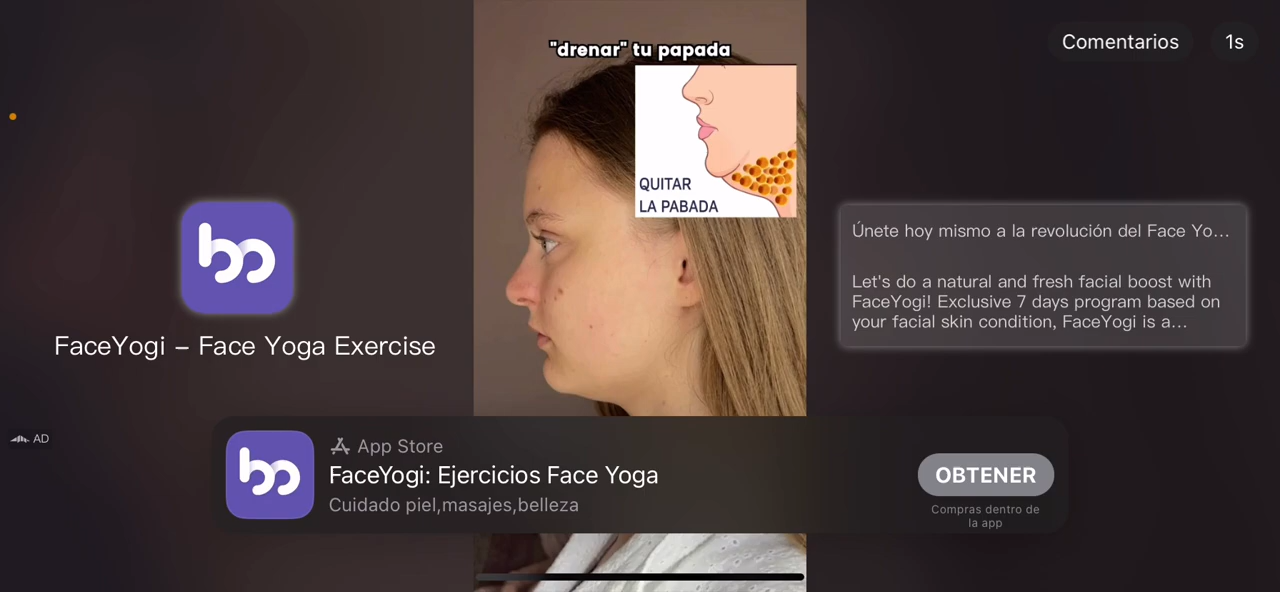 "drenar" tu papada
Comentarios
1s
QUITAR
LA PABADA
FaceYogi – Face Yoga Exercise
Únete hoy mismo a la revolución del Face Yo...
Let's do a natural and fresh facial boost with
FaceYogi! Exclusive 7 days program based on
your facial skin condition, FaceYogi is a...
AD
App Store
FaceYogi: Ejercicios Face Yoga
Cuidado piel,masajes,belleza
OBTENER
Compras dentro de
la app